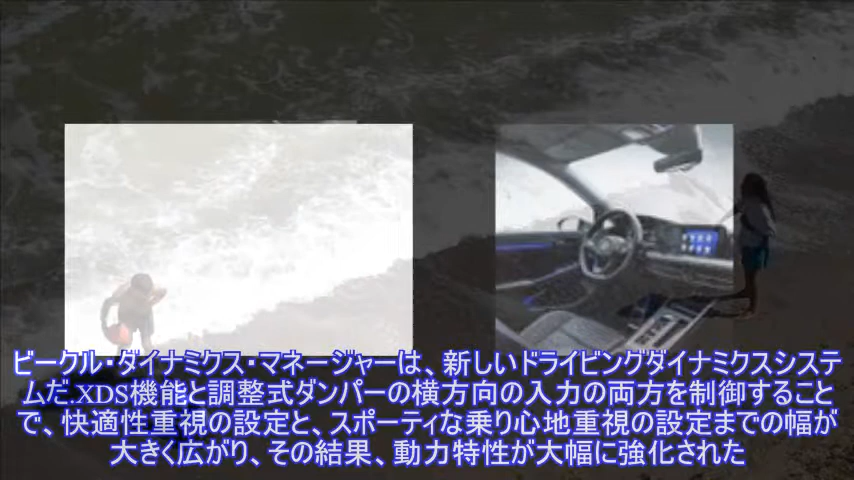 ビークル・ダイナミクス・マネージャーは、新しいドライビングダイナミクスシステ
ムだ.XDS機能と調整式ダンパーの横方向の入力の両方を制御すること
で、快適性重視の設定と、スポーティな乗り心地重視の設定までの幅が
大きく広がり、その結果、動力特性が大幅に強化された